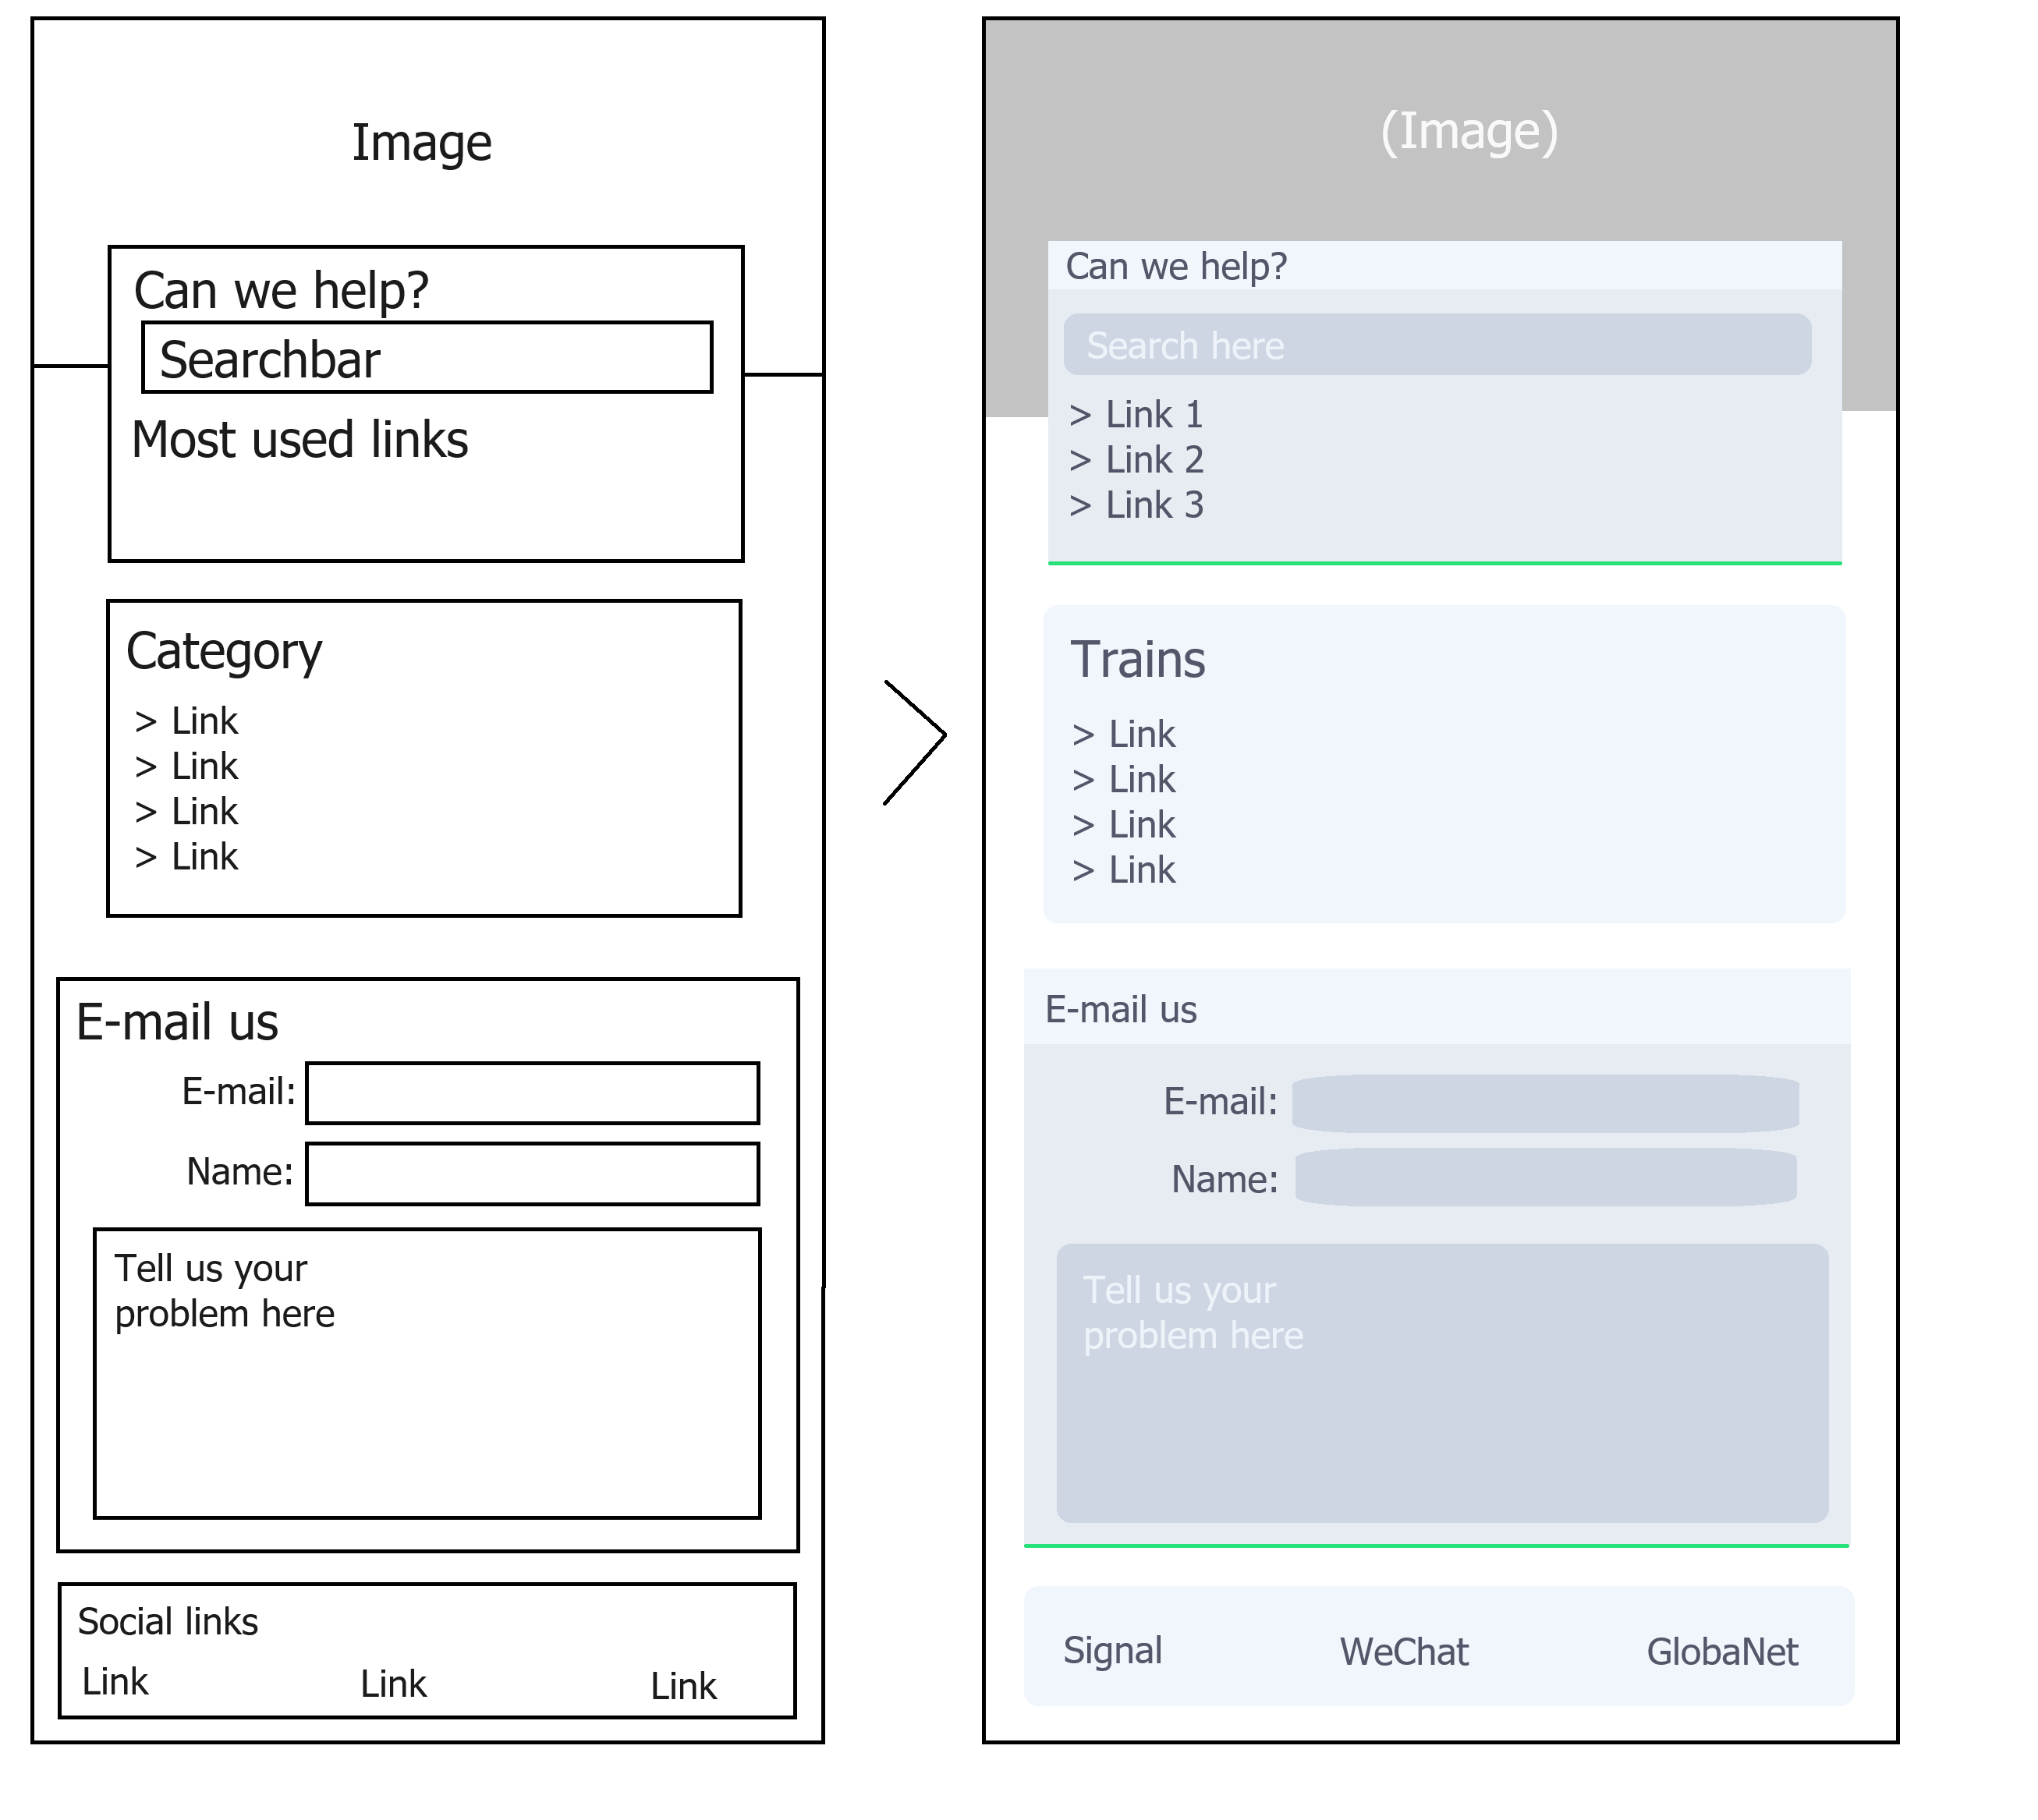 Image
Can we help?
Searchbar
Most used links
Category
> Link
> Link
> Link
> Link
E-mail us
E-mail:
Name:
Tell us your
problem here
Social links
Link Link Link
(Image)
Can we help?
Search here
> Link 1
> Link 2
> Link 3
Trains
> Link
> Link
> Link
> Link
E-mail us
E-mail:
Name:
Tell us your
problem here
Signal WeChat GlobaNet